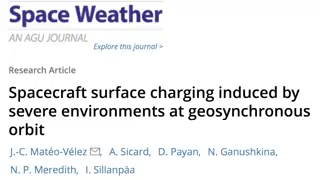 Space Weather
AN AGU JOURNAL
Explore this journal >
Research Article
Spacecraft surface charging induced by
severe environments at geosynchronous
orbit
J.-C. Matéo-Vélez, A. Sicard, D. Payan, N. Ganushkina,
N. P. Meredith, I. Sillanpäa